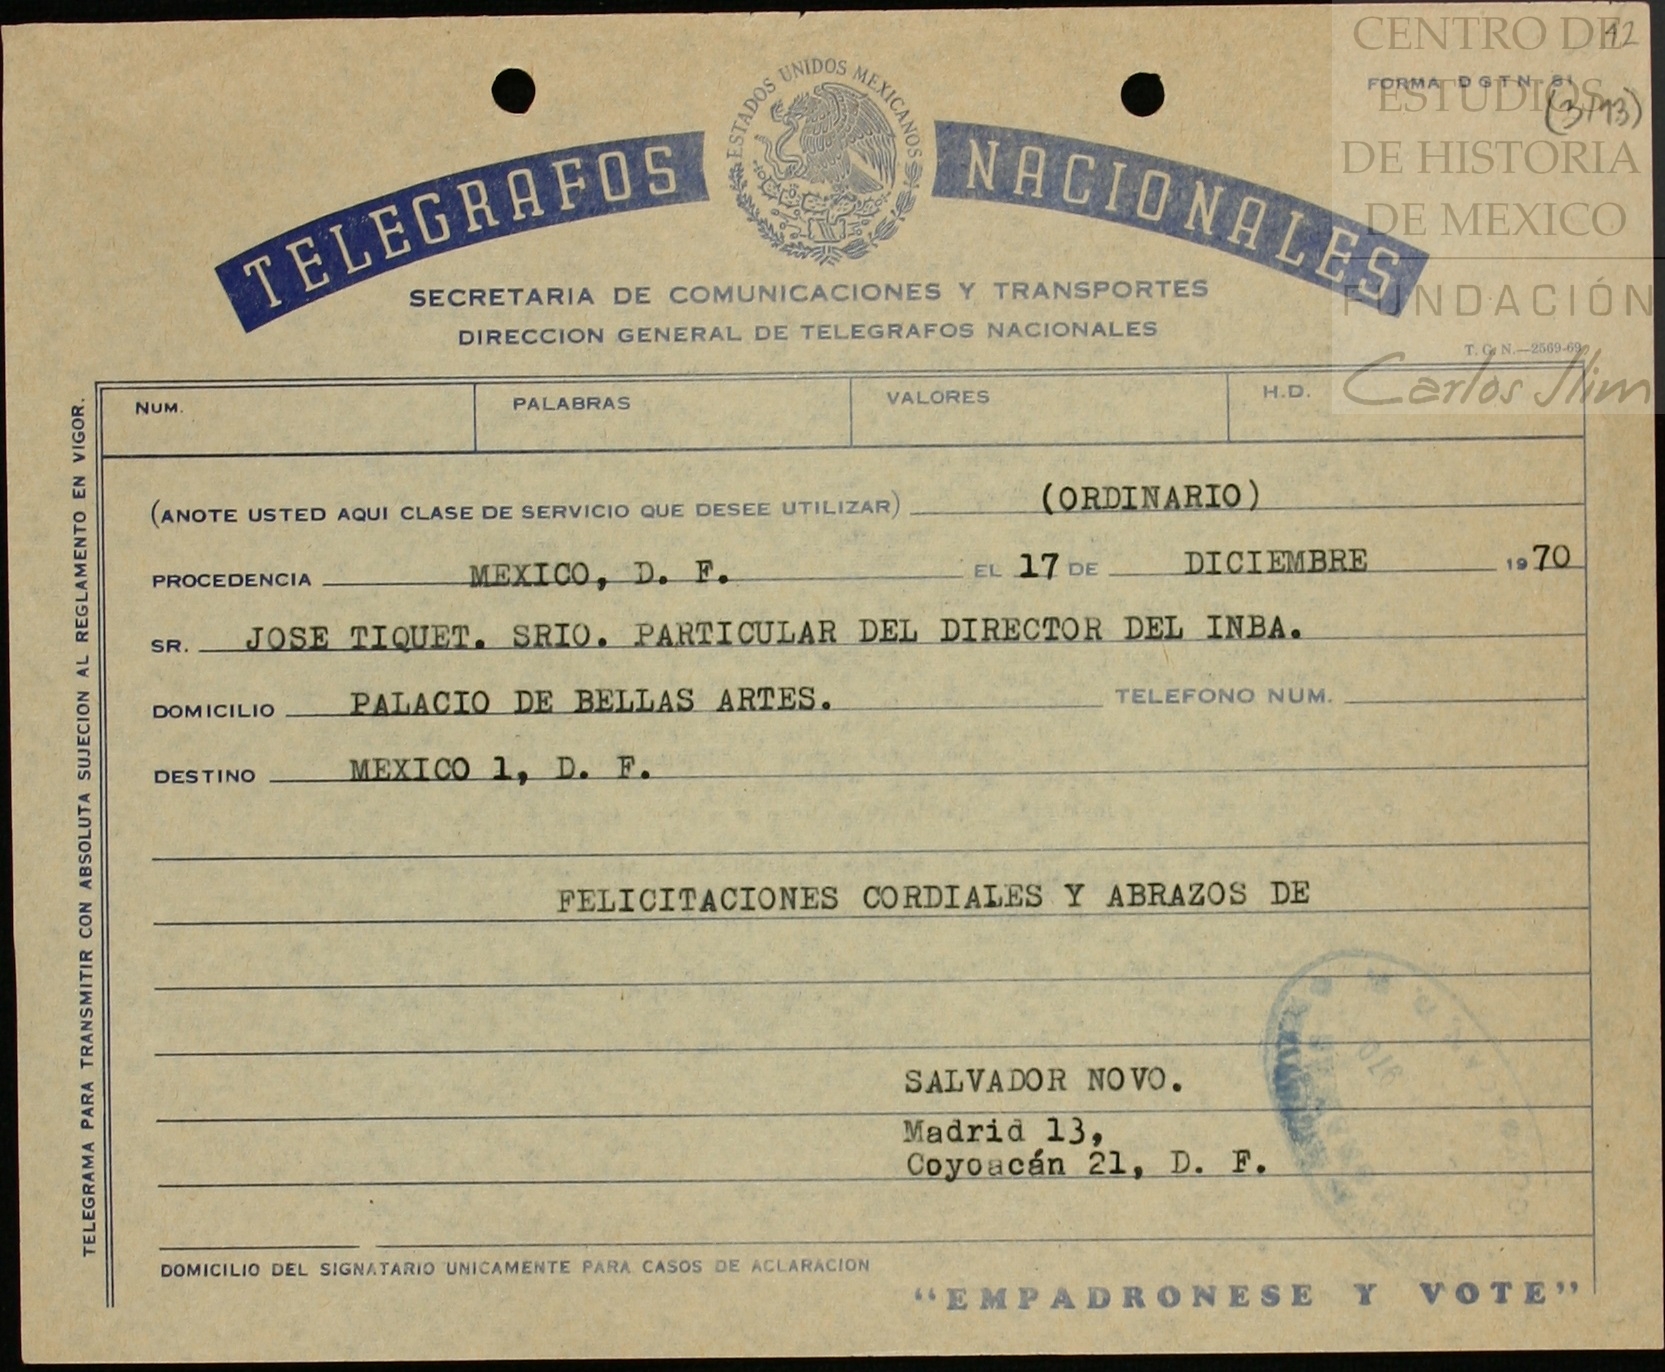 CENTRO DE
ESTUDIOS
DE HISTORIA
DE MEXICO
FUNDACIÓN
Carlos Slim
42
FORMA DGTN 81
(3/43)
ESTADOS UNIDOS MEXICANOS
TELEGRAFOS NACIONALES
SECRETARIA DE COMUNICACIONES Y TRANSPORTES
DIRECCION GENERAL DE TELEGRAFOS NACIONALES
T. G. N.—2569-69
NUM. PALABRAS VALORES H.D.
(ANOTE USTED AQUI CLASE DE SERVICIO QUE DESEE UTILIZAR) (ORDINARIO)
PROCEDENCIA MEXICO, D. F. EL 17 DE DICIEMBRE 1970
SR. JOSE TIQUET. SRIO. PARTICULAR DEL DIRECTOR DEL INBA.
DOMICILIO PALACIO DE BELLAS ARTES. TELEFONO NUM.
DESTINO MEXICO 1, D. F.
FELICITACIONES CORDIALES Y ABRAZOS DE
SALVADOR NOVO.
Madrid 13,
Coyoacán 21, D. F.
DOMICILIO DEL SIGNATARIO UNICAMENTE PARA CASOS DE ACLARACION
"EMPADRONESE Y VOTE"
TELEGRAMA PARA TRANSMITIR CON ABSOLUTA SUJECION AL REGLAMENTO EN VIGOR.